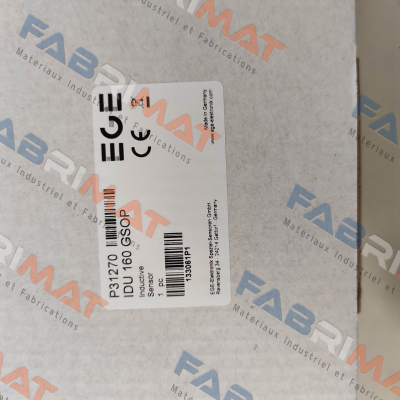 EGE
CE
Made in Germany
www.ege-elektronik.com
P31270
IDU 160 GSOP
Inductive
Sensor
1 pc
133061P1
EGE-Elektronik Spezial-Sensoren GmbH
Ravensberg 34 · 24214 Gettorf · Germany
FABRIMAT
Matériaux Industriel et Fabrications